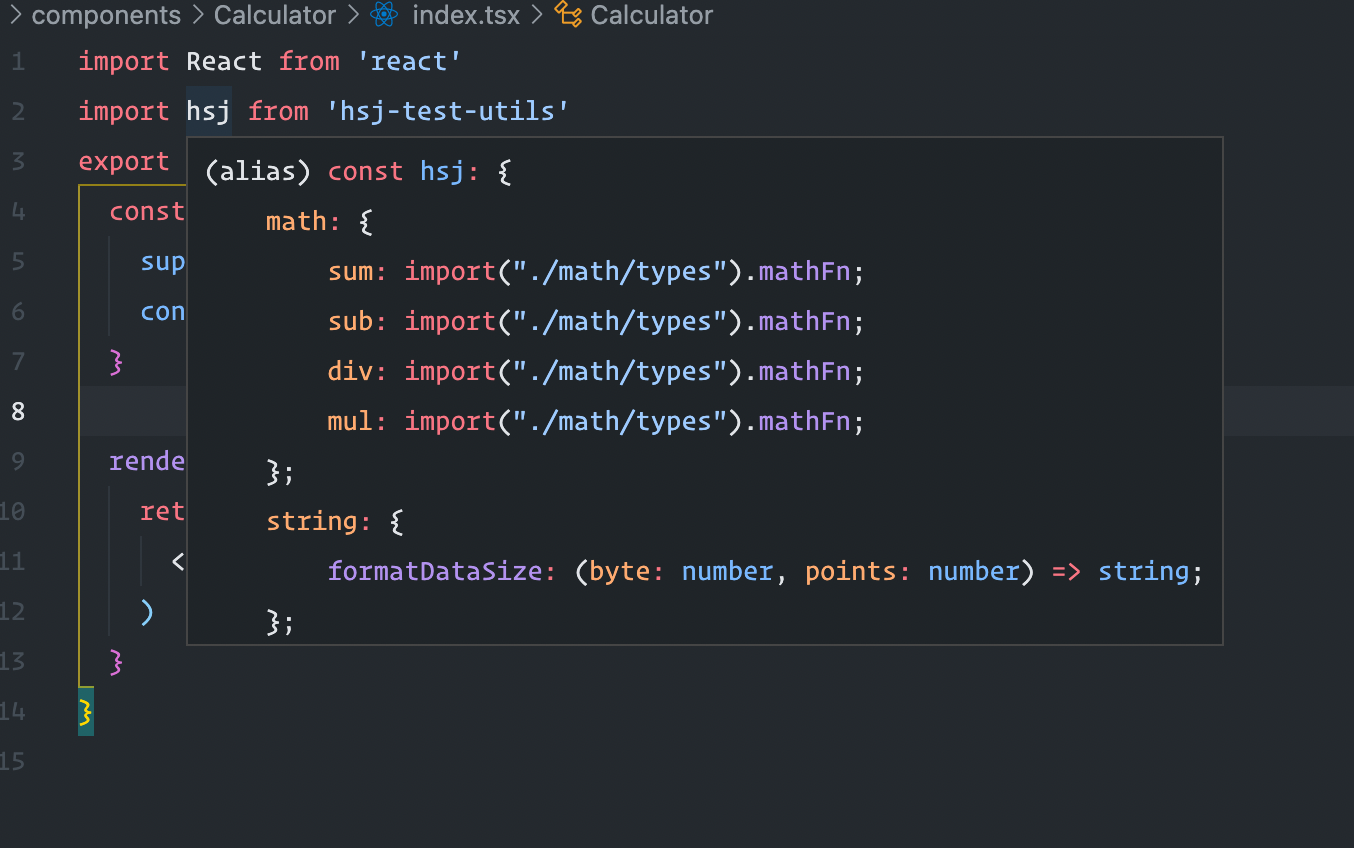 > components > Calculator > index.tsx > Calculator
1 import React from 'react'
2 import hsj from 'hsj-test-utils'
3 export
(alias) const hsj: {
4 const
math: {
5 sup
sum: import("./math/types").mathFn;
6 con
sub: import("./math/types").mathFn;
7 }
div: import("./math/types").mathFn;
8
mul: import("./math/types").mathFn;
9 rende
};
10 ret
string: {
11 <
formatDataSize: (byte: number, points: number) => string;
12 )
};
13 }
14 }
15